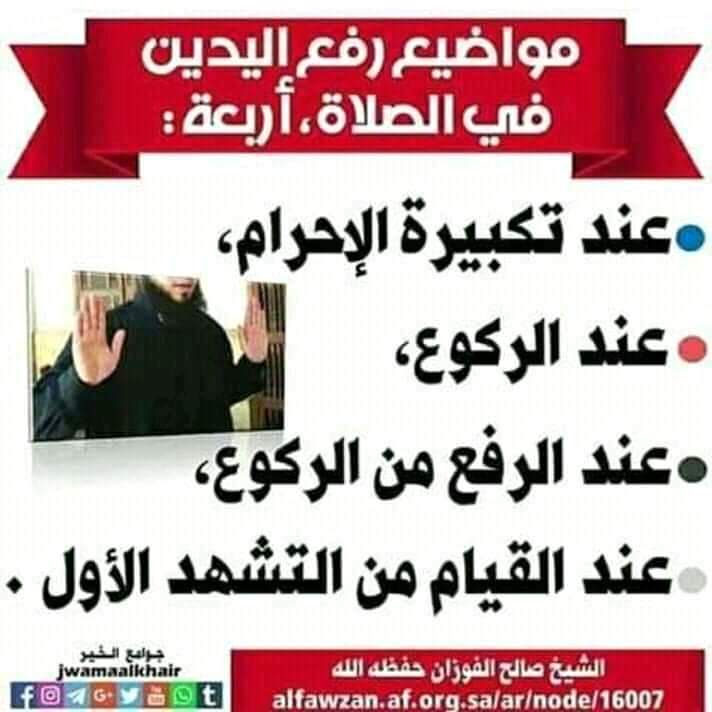 مواضيع رفع اليدين
في الصلاة، أربعة:
عند تكبيرة الإحرام،
عند الركوع،
عند الرفع من الركوع،
عند القيام من التشهد الأول.
جوامع الخير
jwamaalkhair
الشيخ صالح الفوزان حفظه الله
alfawzan.af.org.sa/ar/node/16007